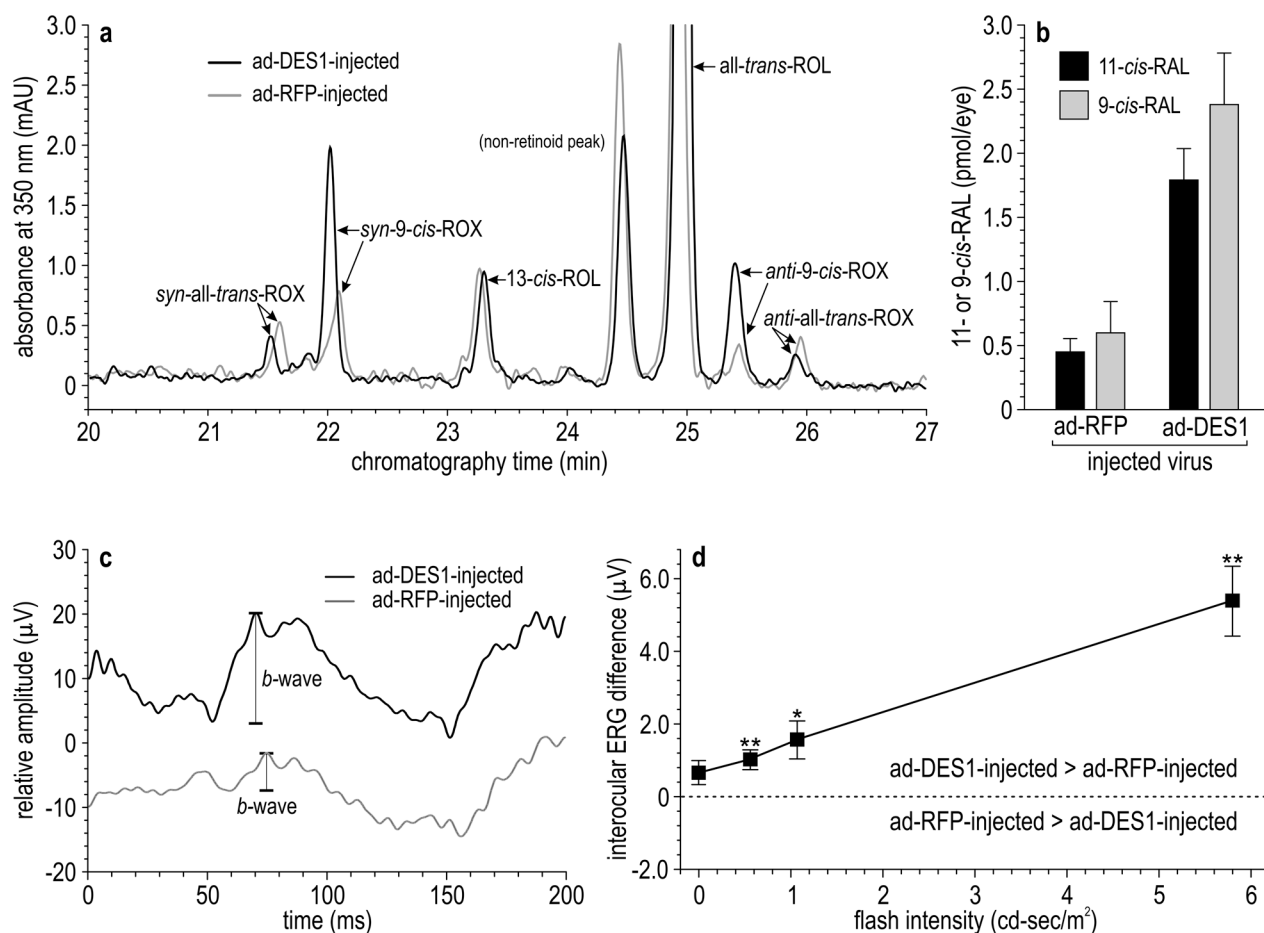 a
ad-DES1-injected
ad-RFP-injected
3.0
2.5
2.0
1.5
1.0
0.5
0
absorbance at 350 nm (mAU)
all-trans-ROL
(non-retinoid peak)
syn-9-cis-ROX
syn-all-trans-ROX
13-cis-ROL
anti-9-cis-ROX
anti-all-trans-ROX
20 21 22 23 24 25 26 27
chromatography time (min)
b
11-cis-RAL
9-cis-RAL
3.0
2.5
2.0
1.5
1.0
0.5
0
11- or 9-cis-RAL (pmol/eye)
ad-RFP ad-DES1
injected virus
c
ad-DES1-injected
ad-RFP-injected
30
20
10
0
-10
-20
relative amplitude (µV)
b-wave
b-wave
0 50 100 150 200
time (ms)
d
6.0
4.0
2.0
0
-2.0
interocular ERG difference (µV)
**
*
**
ad-DES1-injected > ad-RFP-injected
ad-RFP-injected > ad-DES1-injected
0 1 2 3 4 5 6
flash intensity (cd-sec/m²)